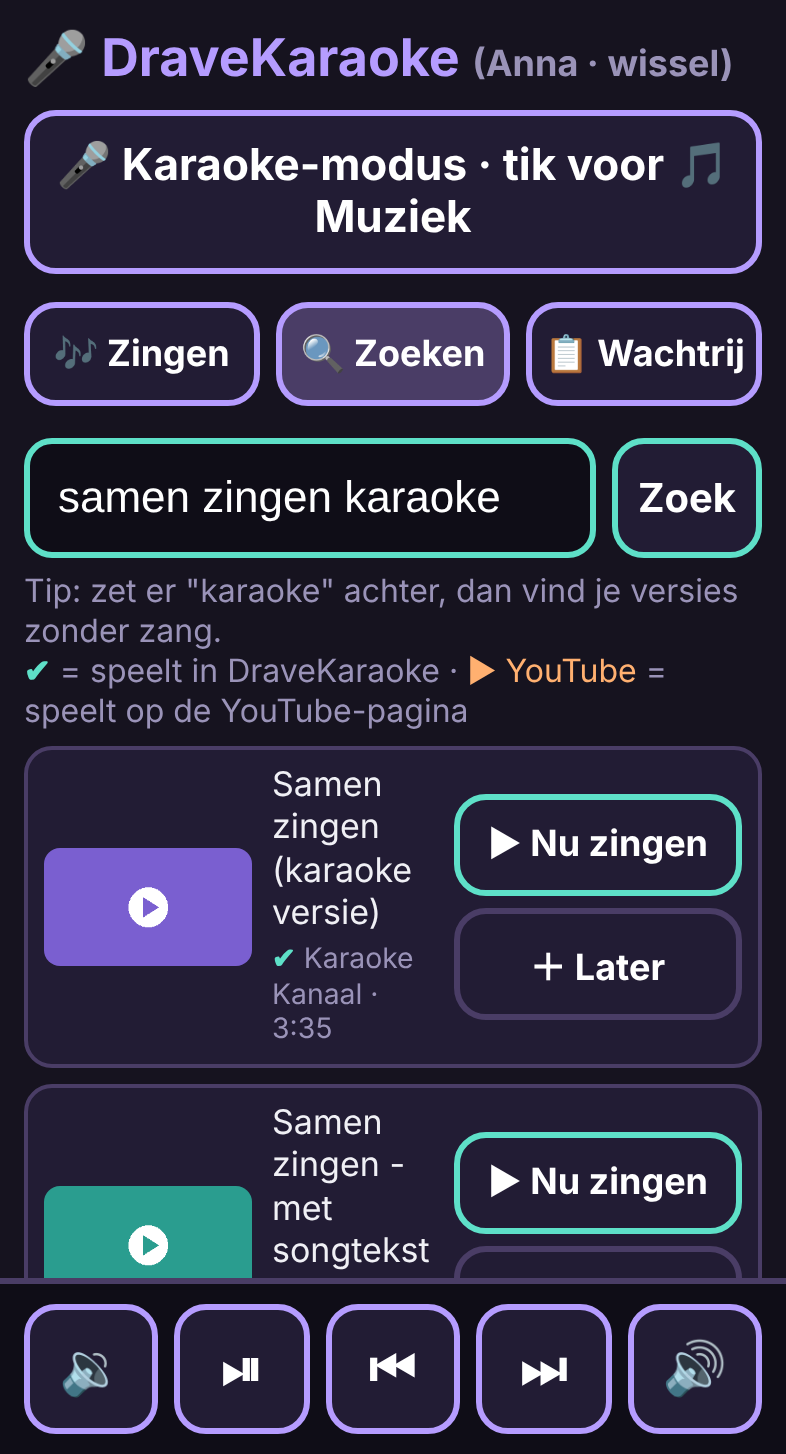 🎤 DraveKaraoke (Anna · wissel)
🎤 Karaoke-modus · tik voor 🎵
Muziek
🎶 Zingen
🔍 Zoeken
📋 Wachtrij
samen zingen karaoke
Zoek
Tip: zet er "karaoke" achter, dan vind je versies
zonder zang.
✔ = speelt in DraveKaraoke · ▶ YouTube =
speelt op de YouTube-pagina
Samen
zingen
(karaoke
versie)
✔ Karaoke
Kanaal ·
3:35
▶ Nu zingen
+ Later
Samen
zingen -
met
songtekst
▶ Nu zingen